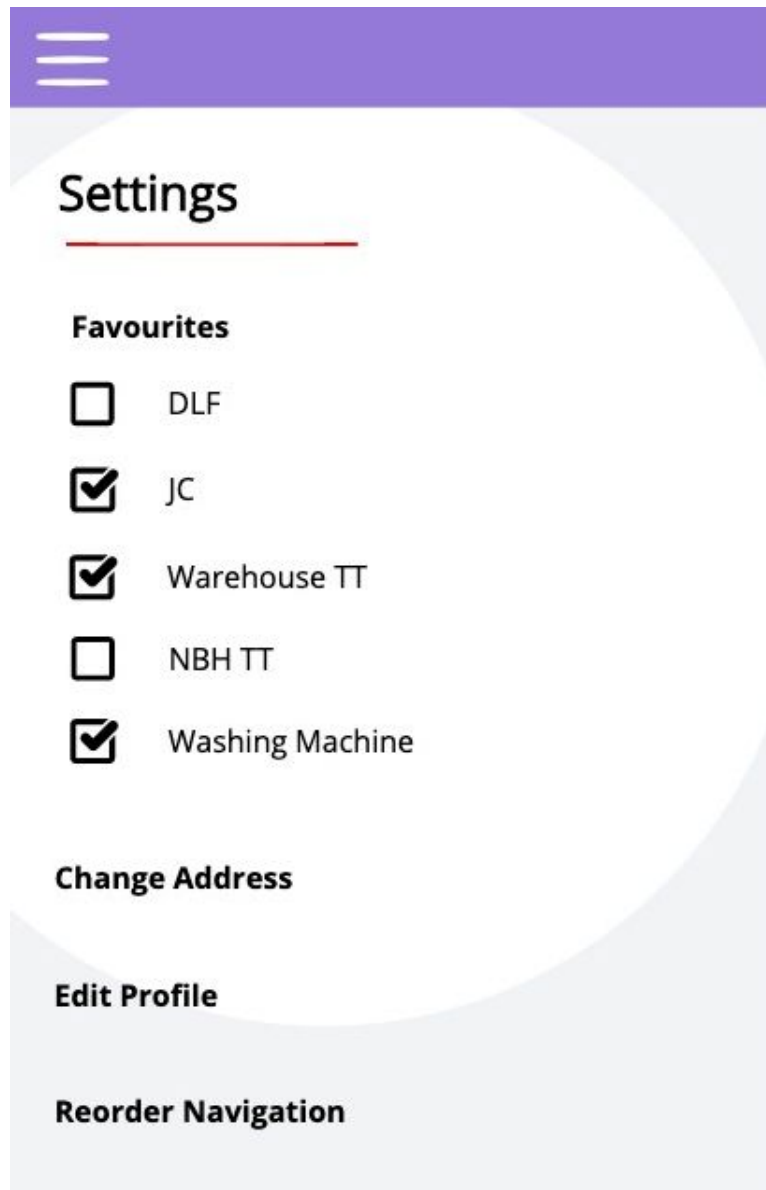 Settings
Favourites
DLF
JC
Warehouse TT
NBH TT
Washing Machine
Change Address
Edit Profile
Reorder Navigation